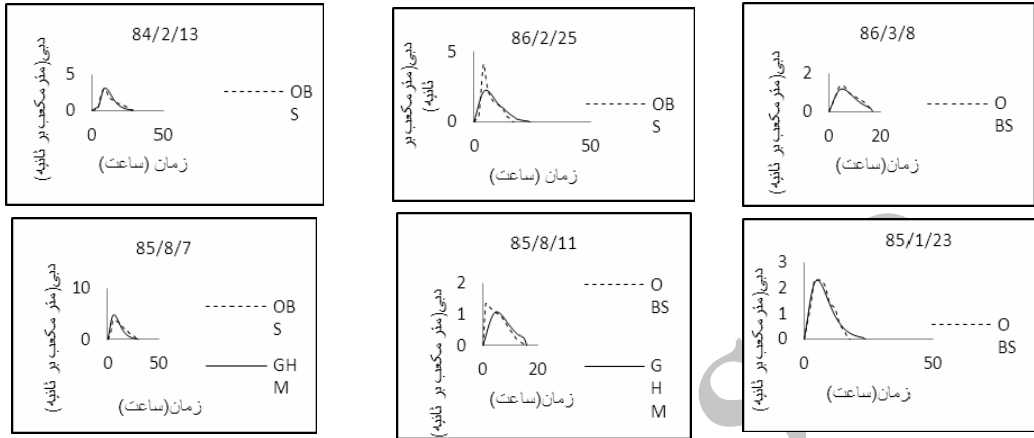 84/2/13
دبی(متر مکعب بر ثانیه)
5
0
0 50
زمان (ساعت)
OB
S
86/2/25
دبی(متر مکعب بر
ثانیه)
5
0
0 50
زمان (ساعت)
OB
S
86/3/8
دبی(متر مکعب بر ثانیه)
2
1
0
0 20
زمان(ساعت)
O
BS
85/8/7
دبی(متر مکعب بر ثانیه)
10
0
0 50
زمان(ساعت)
OB
S
GH
M
85/8/11
دبی(متر مکعب بر ثانیه)
2
1
0
0 20
زمان(ساعت)
O
BS
G
H
M
85/1/23
دبی(متر مکعب بر ثانیه)
3
2
1
0
0 50
زمان(ساعت)
O
BS